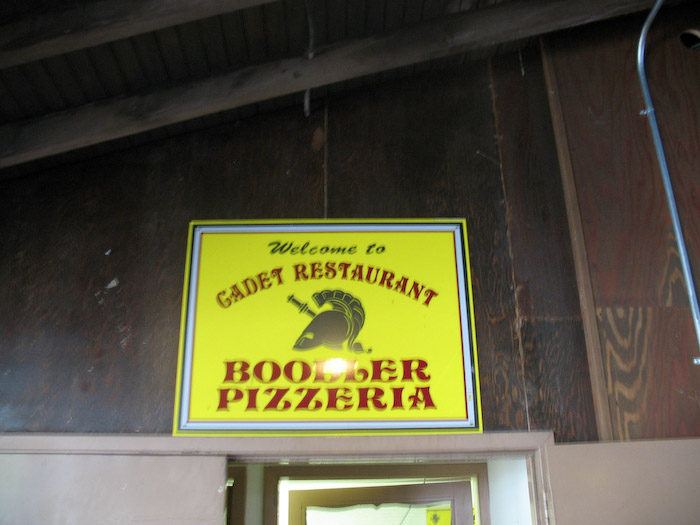 Welcome to
CADET RESTAURANT
BOODLER
PIZZERIA